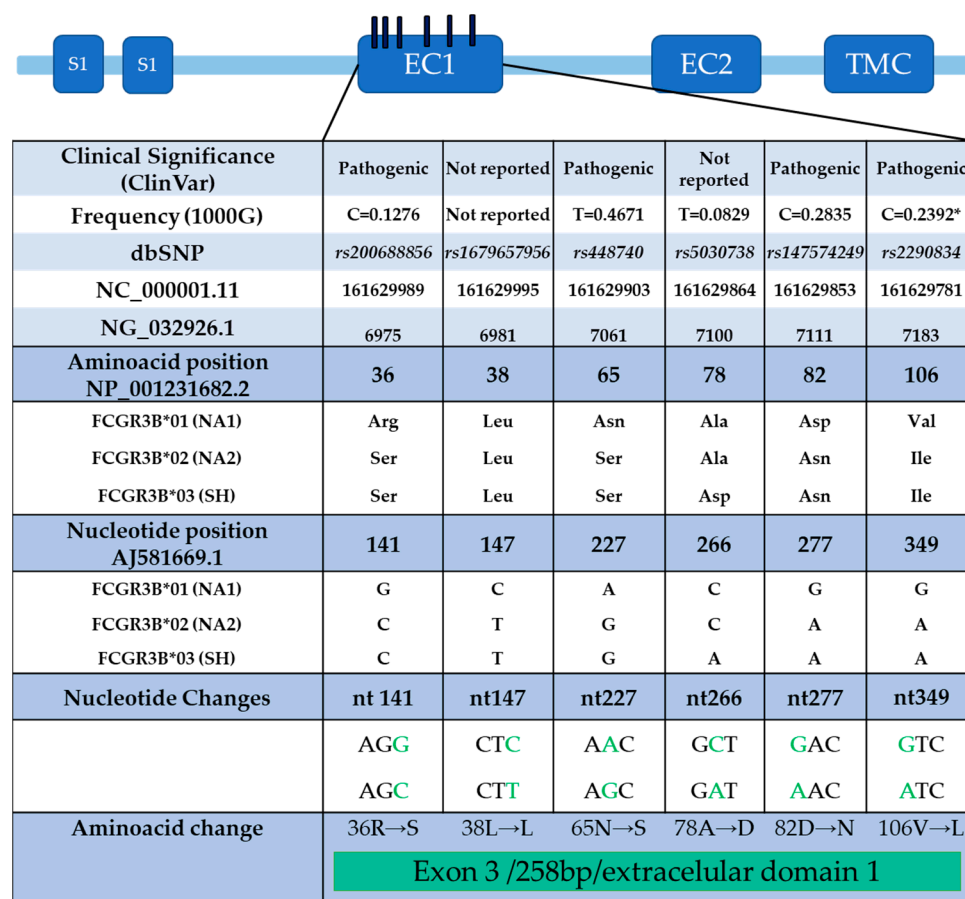 S1 S1 EC1 EC2 TMC
Clinical Significance (ClinVar) Pathogenic Not reported Pathogenic Not reported Pathogenic Pathogenic
Frequency (1000G) C=0.1276 Not reported T=0.4671 T=0.0829 C=0.2835 C=0.2392*
dbSNP rs200688856 rs1679657956 rs448740 rs5030738 rs147574249 rs2290834
NC_000001.11 161629989 161629995 161629903 161629864 161629853 161629781
NG_032926.1 6975 6981 7061 7100 7111 7183
Aminoacid position NP_001231682.2 36 38 65 78 82 106
FCGR3B*01 (NA1) Arg Leu Asn Ala Asp Val
FCGR3B*02 (NA2) Ser Leu Ser Ala Asn Ile
FCGR3B*03 (SH) Ser Leu Ser Asp Asn Ile
Nucleotide position AJ581669.1 141 147 227 266 277 349
FCGR3B*01 (NA1) G C A C G G
FCGR3B*02 (NA2) C T G C A A
FCGR3B*03 (SH) C T G A A A
Nucleotide Changes nt 141 nt147 nt227 nt266 nt277 nt349
AGG CTC AAC GCT GAC GTC
AGC CTT AGC GAT AAC ATC
Aminoacid change 36R→S 38L→L 65N→S 78A→D 82D→N 106V→L
Exon 3 /258bp/extracelular domain 1